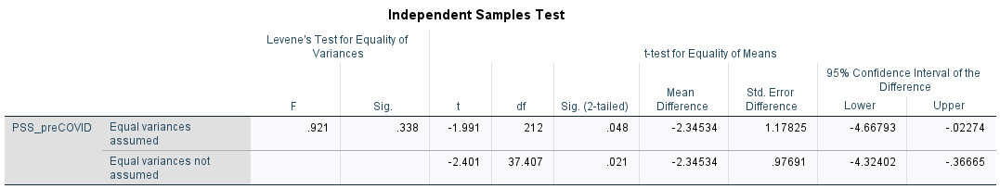 Independent Samples Test
Levene's Test for Equality of
Variances
t-test for Equality of Means
95% Confidence Interval of the
Difference
F Sig. t df Sig. (2-tailed) Mean Difference Std. Error Difference Lower Upper
PSS_preCOVID Equal variances assumed .921 .338 -1.991 212 .048 -2.34534 1.17825 -4.66793 -.02274
Equal variances not assumed -2.401 37.407 .021 -2.34534 .97691 -4.32402 -.36665